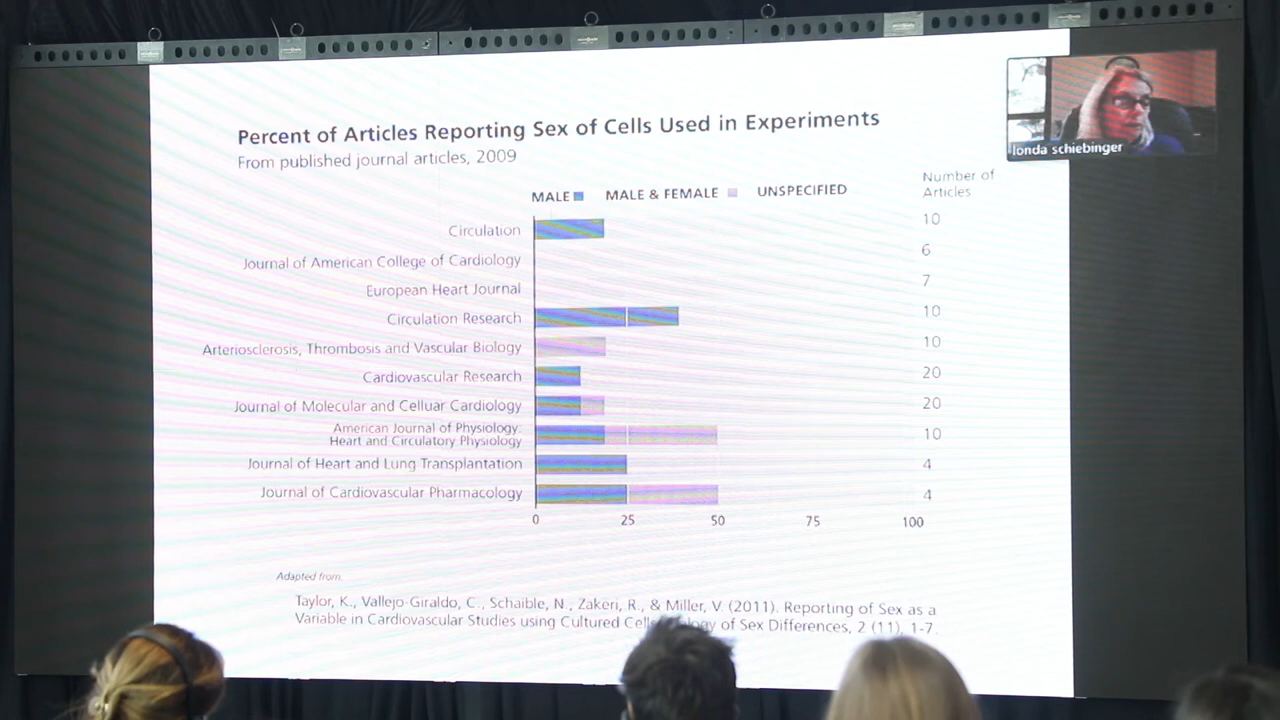 Percent of Articles Reporting Sex of Cells Used in Experiments
From published journal articles, 2009
londa schiebinger
MALE MALE & FEMALE UNSPECIFIED
Number of
Articles
Circulation 10
Journal of American College of Cardiology 6
European Heart Journal 7
Circulation Research 10
Arteriosclerosis, Thrombosis and Vascular Biology 10
Cardiovascular Research 20
Journal of Molecular and Celluar Cardiology 20
American Journal of Physiology:
Heart and Circulatory Physiology 10
Journal of Heart and Lung Transplantation 4
Journal of Cardiovascular Pharmacology 4
0 25 50 75 100
Adapted from
Taylor, K., Vallejo-Giraldo, C., Schaible, N., Zakeri, R., & Miller, V. (2011). Reporting of Sex as a
Variable in Cardiovascular Studies using Cultured of Sex Differences, 2 (11), 1-7.